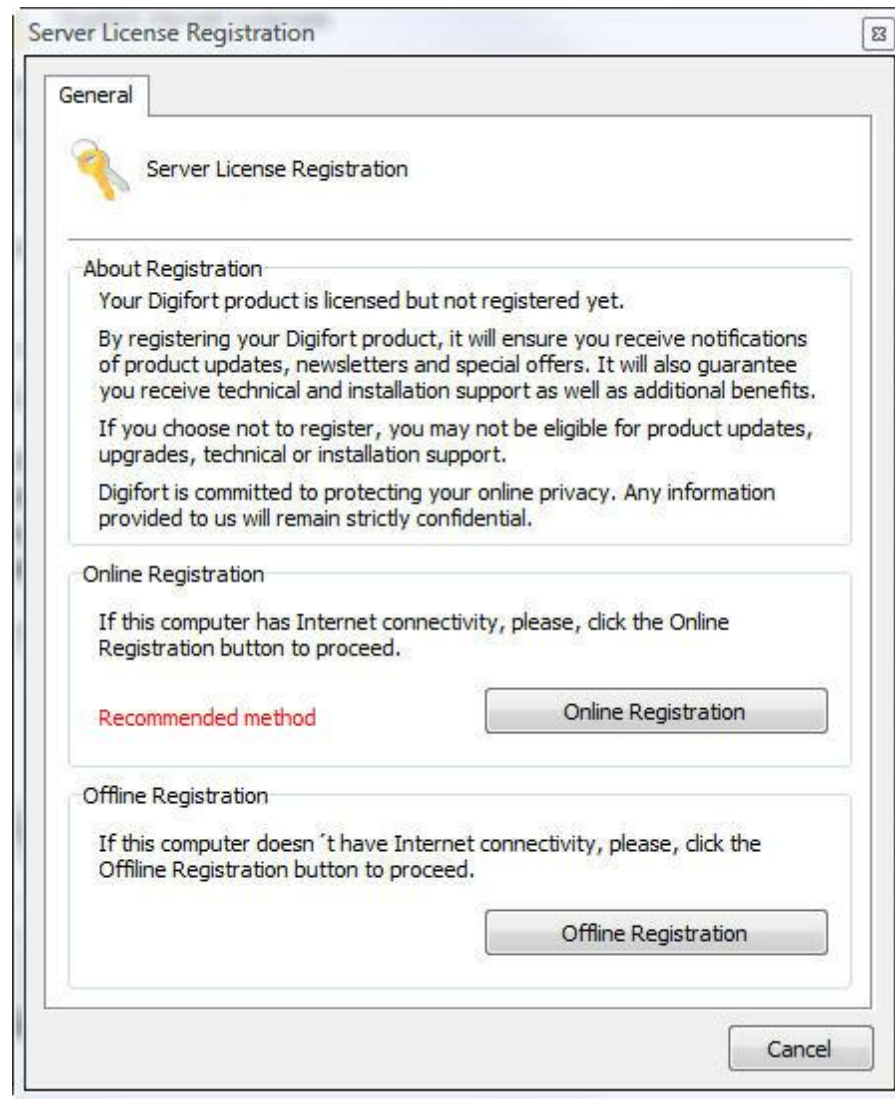 Server License Registration
General
Server License Registration
About Registration
Your Digifort product is licensed but not registered yet.
By registering your Digifort product, it will ensure you receive notifications
of product updates, newsletters and special offers. It will also guarantee
you receive technical and installation support as well as additional benefits.
If you choose not to register, you may not be eligible for product updates,
upgrades, technical or installation support.
Digifort is committed to protecting your online privacy. Any information
provided to us will remain strictly confidential.
Online Registration
If this computer has Internet connectivity, please, click the Online
Registration button to proceed.
Recommended method
Online Registration
Offline Registration
If this computer doesn´t have Internet connectivity, please, click the
Offiline Registration button to proceed.
Offline Registration
Cancel